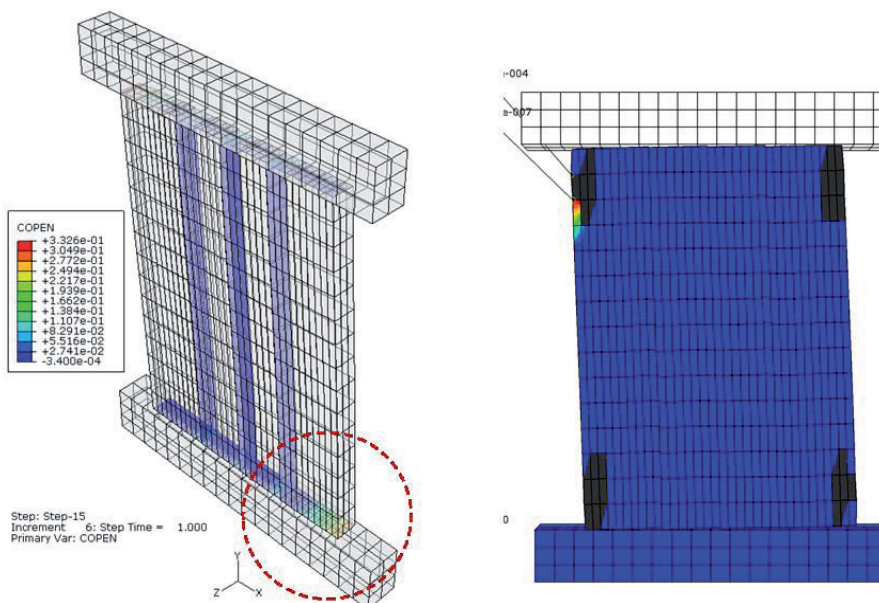 COPEN
+3.326e-01
+3.049e-01
+2.772e-01
+2.494e-01
+2.217e-01
+1.939e-01
+1.662e-01
+1.384e-01
+1.107e-01
+8.291e-02
+5.516e-02
+2.741e-02
-3.400e-04
Step: Step-15
Increment 6: Step Time = 1.000
Primary Var: COPEN
Y
Z X
-004
e-007
0